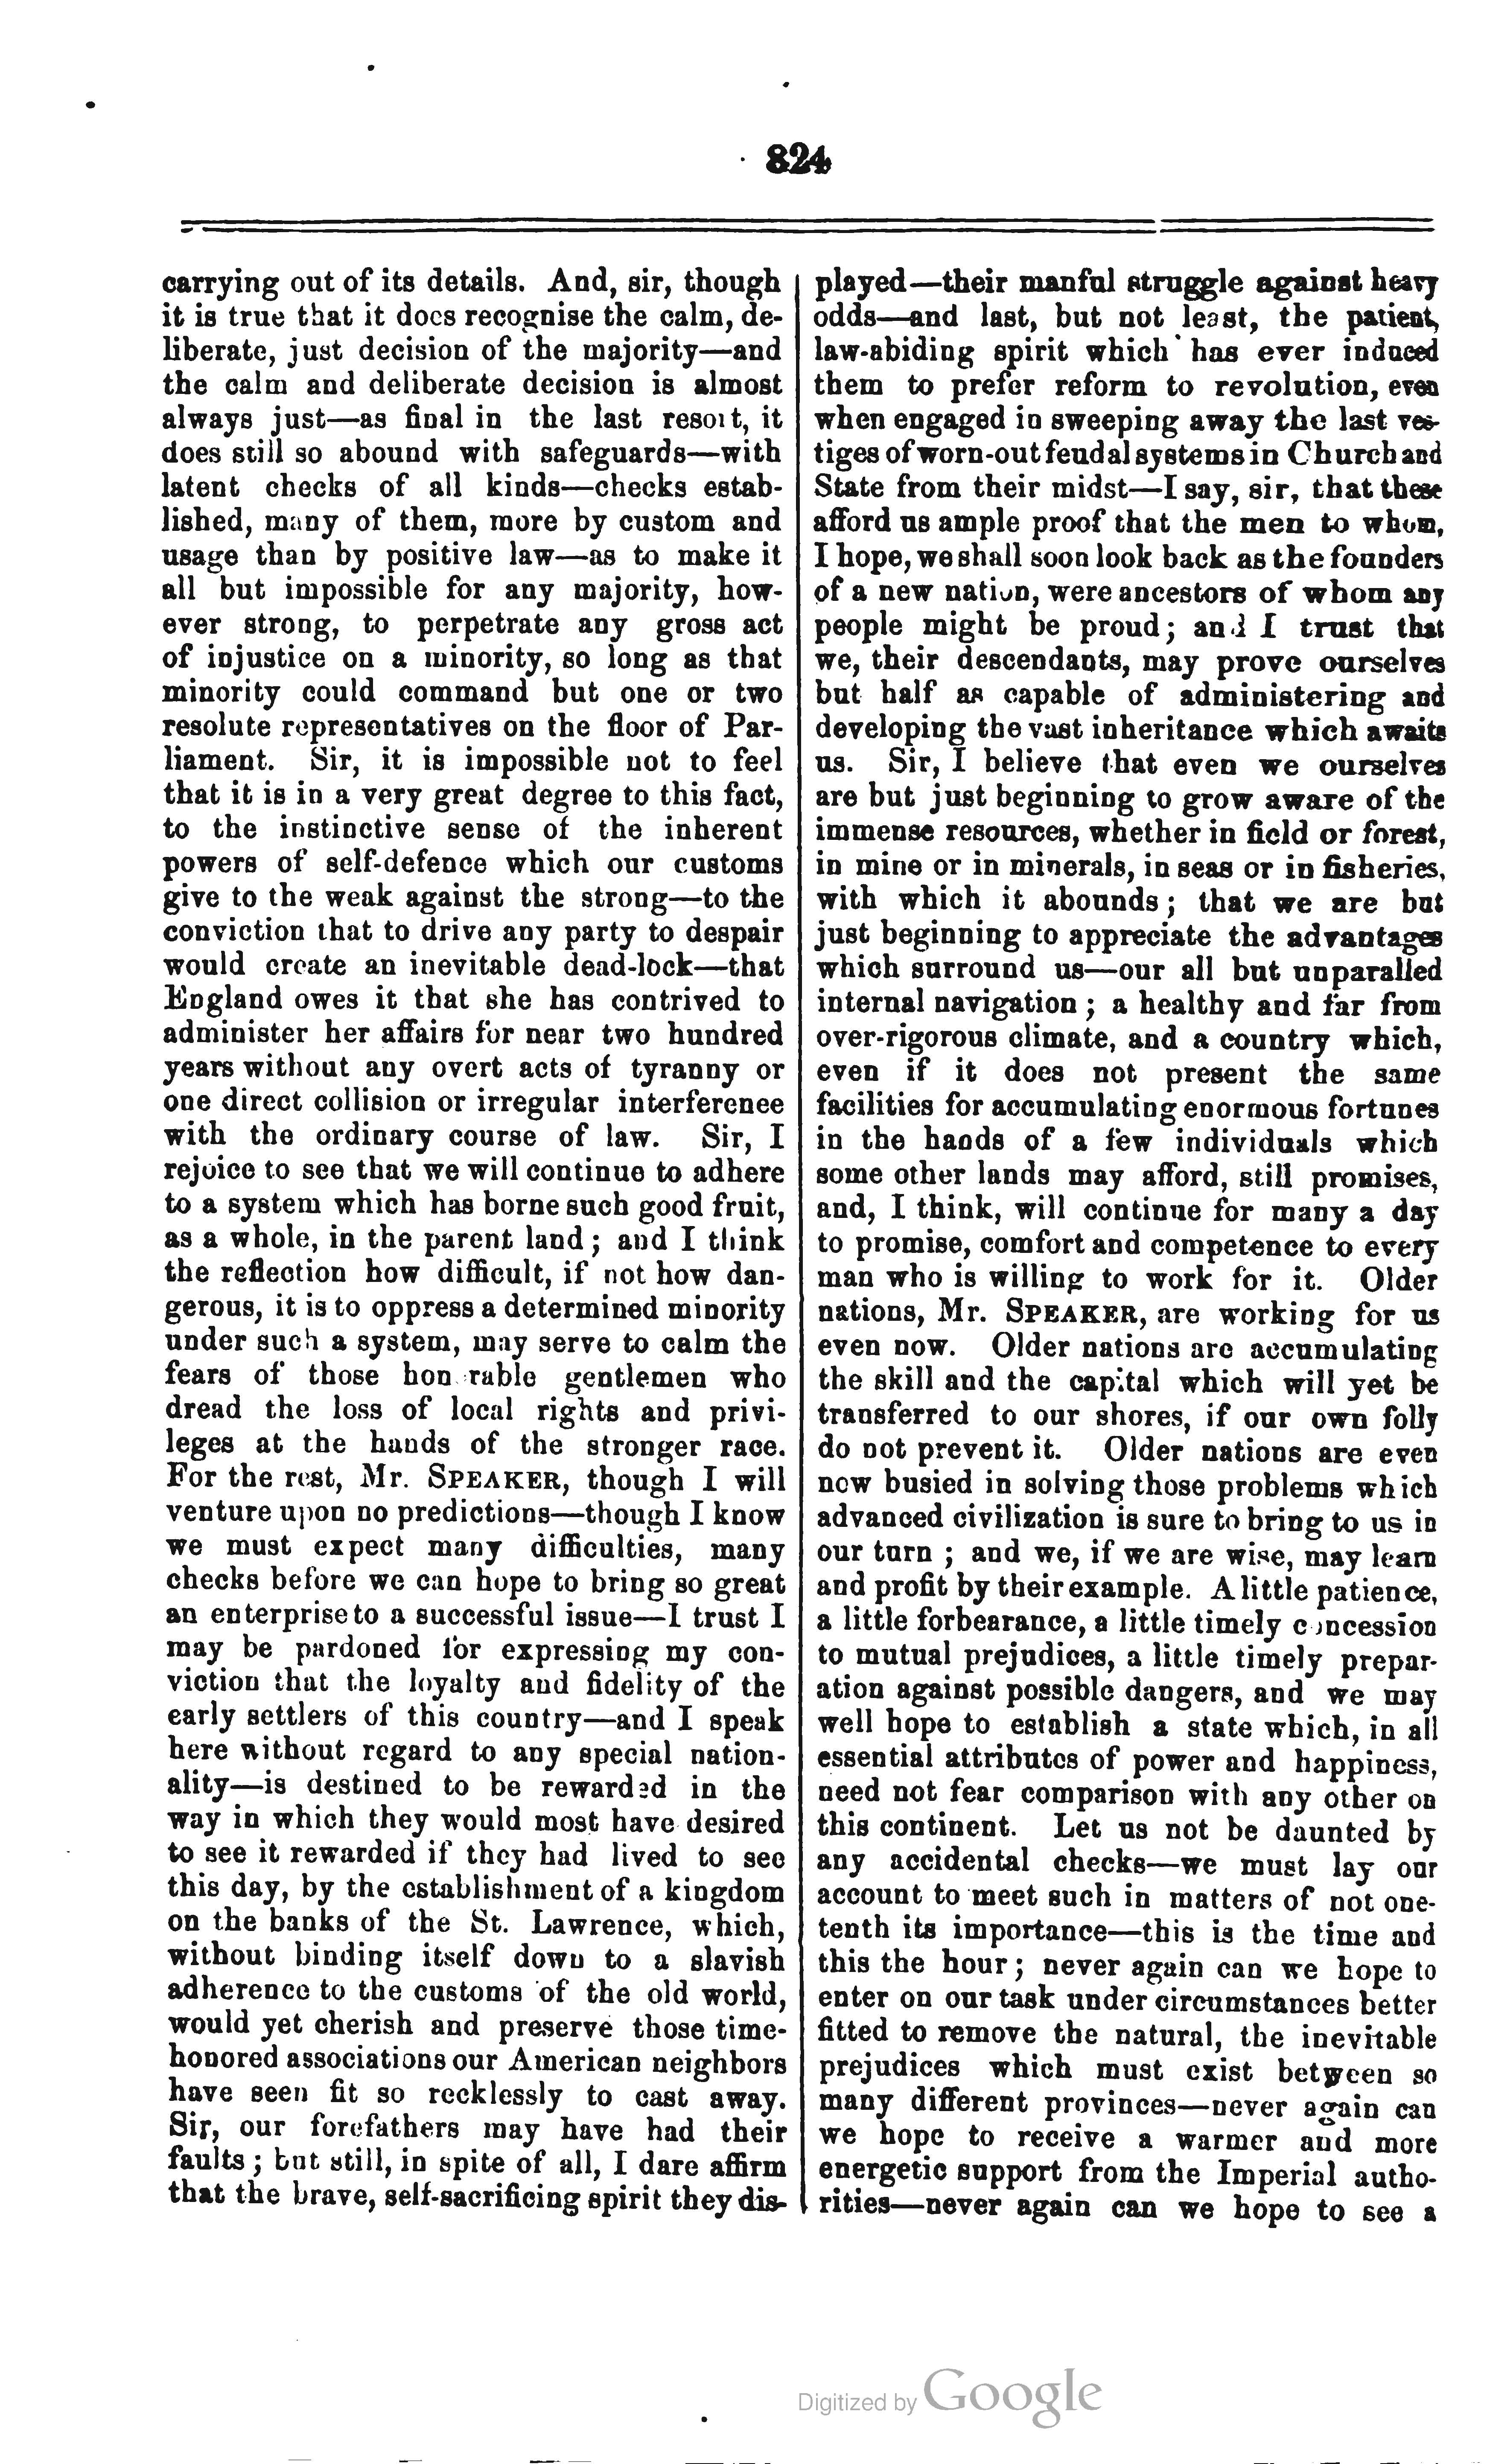 824
carrying out of its details. And, sir, though
it is true that it does recognise the calm, de-
liberate, just decision of the majority—and
the calm and deliberate decision is almost
always just—as final in the last resort, it
does still so abound with safeguards—with
latent checks of all kinds—checks estab-
lished, many of them, more by custom and
usage than by positive law—as to make it
all but impossible for any majority, how-
ever strong, to perpetrate any gross act
of injustice on a minority, so long as that
minority could command but one or two
resolute representatives on the floor of Par-
liament. Sir, it is impossible not to feel
that it is in a very great degree to this fact,
to the instinctive sense of the inherent
powers of self-defence which our customs
give to the weak against the strong—to the
conviction that to drive any party to despair
would create an inevitable dead-lock—that
England owes it that she has contrived to
administer her affairs for near two hundred
years without any overt acts of tyranny or
one direct collision or irregular interference
with the ordinary course of law. Sir, I
rejoice to see that we will continue to adhere
to a system which has borne such good fruit,
as a whole, in the parent land; and I think
the reflection how difficult, if not how dan-
gerous, it is to oppress a determined minority
under such a system, may serve to calm the
fears of those honorable gentlemen who
dread the loss of local rights and privi-
leges at the hands of the stronger race.
For the rest, Mr. SPEAKER, though I will
venture upon no predictions—though I know
we must expect many difficulties, many
checks before we can hope to bring so great
an enterprise to a successful issue—I trust I
may be pardoned for expressing my con-
viction that the loyalty and fidelity of the
early settlers of this country—and I speak
here without regard to any special nation-
ality—is destined to be rewarded in the
way in which they would most have desired
to see it rewarded if they had lived to see
this day, by the establishment of a kingdom
on the banks of the St. Lawrence, which,
without binding itself down to a slavish
adherence to the customs of the old world,
would yet cherish and preserve those time-
honored associations our American neighbors
have seen fit so recklessly to cast away.
Sir, our forefathers may have had their
faults; but still, in spite of all, I dare affirm
that the brave, self-sacrificing spirit they dis-
played—their manful struggle against heavy
odds—and last, but not least, the patient,
law-abiding spirit which has ever induced
them to prefer reform to revolution, even
when engaged in sweeping away the last ves-
tiges of worn-out feudal systems in Church and
State from their midst—I say, sir, that these
afford us ample proof that the men to whom,
I hope, we shall soon look back as the founders
of a new nation, were ancestors of whom any
people might be proud; and I trust that
we, their descendants, may prove ourselves
but half as capable of administering and
developing the vast inheritance which awaits
us. Sir, I believe that even we ourselves
are but just beginning to grow aware of the
immense resources, whether in field or forest,
in mine or in minerals, in seas or in fisheries,
with which it abounds; that we are but
just beginning to appreciate the advantages
which surround us—our all but unparalled
internal navigation; a healthy and far from
over-rigorous climate, and a country which,
even if it does not present the same
facilities for accumulating enormous fortunes
in the hands of a few individuals which
some other lands may afford, still promises,
and, I think, will continue for many a day
to promise, comfort and competence to every
man who is willing to work for it. Older
nations, Mr. SPEAKER, are working for us
even now. Older nations are accumulating
the skill and the capital which will yet be
transferred to our shores, if our own folly
do not prevent it. Older nations are even
now busied in solving those problems which
advanced civilization is sure to bring to us in
our turn; and we, if we are wise, may learn
and profit by their example. A little patience,
a little forbearance, a little timely concession
to mutual prejudices, a little timely prepar-
ation against possible dangers, and we may
well hope to establish a state which, in all
essential attributes of power and happiness,
need not fear comparison with any other on
this continent. Let us not be daunted by
any accidental checks—we must lay our
account to meet such in matters of not one-
tenth its importance—this is the time and
this the hour; never again can we hope to
enter on our task under circumstances better
fitted to remove the natural, the inevitable
prejudices which must exist between so
many different provinces—never again can
we hope to receive a warmer and more
energetic support from the Imperial autho-
rities—never again can we hope to see a
Digitized by Google